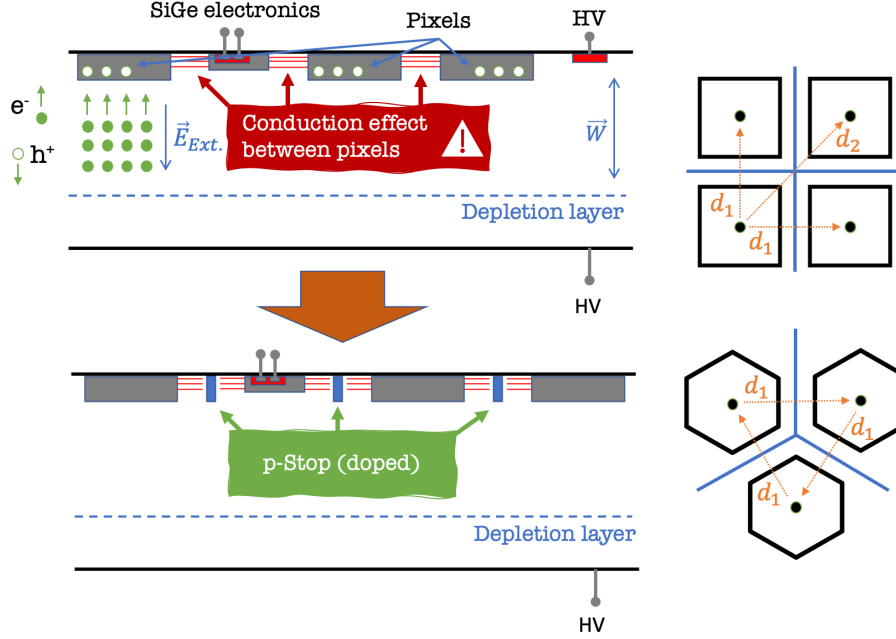 SiGe electronics
Pixels
HV
e⁻
h⁺
E⃗Ext.
Conduction effect
between pixels
!
W⃗
Depletion layer
HV
d₂
d₁
d₁
p-Stop (doped)
Depletion layer
HV
d₁
d₁
d₁